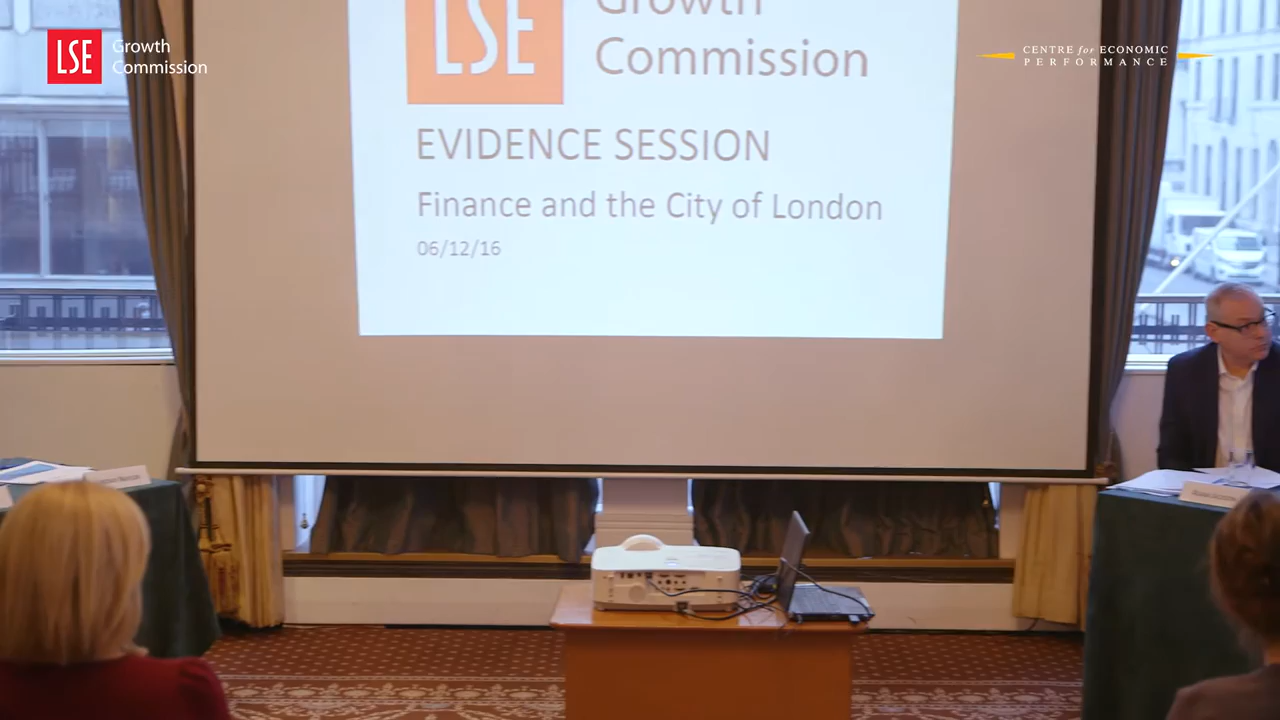 LSE
Growth
Commission
CENTRE for ECONOMIC
PERFORMANCE
LSE
Growth
Commission
EVIDENCE SESSION
Finance and the City of London
06/12/16